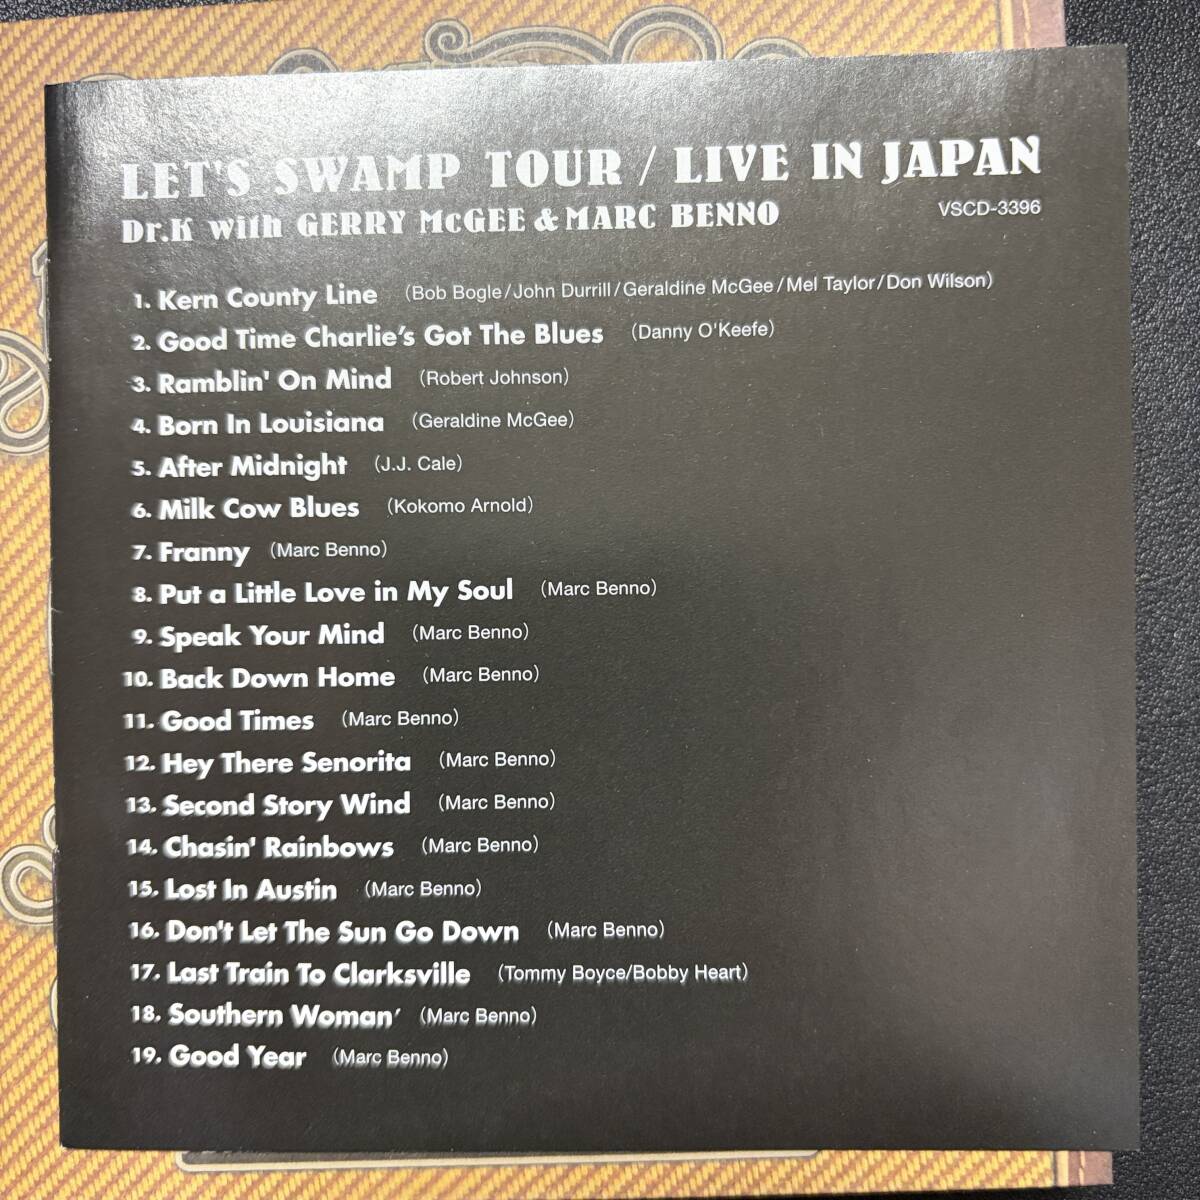 LET'S SWAMP TOUR / LIVE IN JAPAN
Dr.K with GERRY McGEE & MARC BENNO
VSCD-3396
1. Kern County Line (Bob Bogle/John Durrill/Geraldine McGee/Mel Taylor/Don Wilson)
2. Good Time Charlie's Got The Blues (Danny O'Keefe)
3. Ramblin' On Mind (Robert Johnson)
4. Born In Louisiana (Geraldine McGee)
5. After Midnight (J.J. Cale)
6. Milk Cow Blues (Kokomo Arnold)
7. Franny (Marc Benno)
8. Put a Little Love in My Soul (Marc Benno)
9. Speak Your Mind (Marc Benno)
10. Back Down Home (Marc Benno)
11. Good Times (Marc Benno)
12. Hey There Senorita (Marc Benno)
13. Second Story Wind (Marc Benno)
14. Chasin' Rainbows (Marc Benno)
15. Lost In Austin (Marc Benno)
16. Don't Let The Sun Go Down (Marc Benno)
17. Last Train To Clarksville (Tommy Boyce/Bobby Heart)
18. Southern Woman' (Marc Benno)
19. Good Year (Marc Benno)